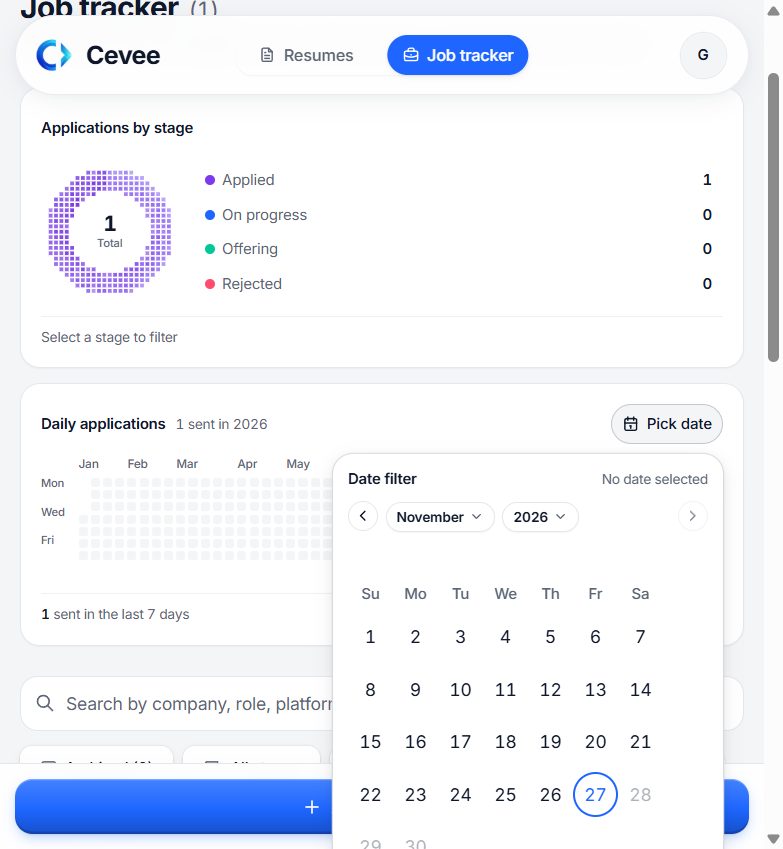 Job tracker (1)
Cevee
Resumes
Job tracker
G
Applications by stage
1
Total
Applied 1
On progress 0
Offering 0
Rejected 0
Select a stage to filter
Daily applications 1 sent in 2026
Pick date
Jan Feb Mar Apr May
Mon
Wed
Fri
1 sent in the last 7 days
Date filter No date selected
November 2026
Su Mo Tu We Th Fr Sa
1 2 3 4 5 6 7
8 9 10 11 12 13 14
15 16 17 18 19 20 21
22 23 24 25 26 27 28
29 30
Search by company, role, platfor
+